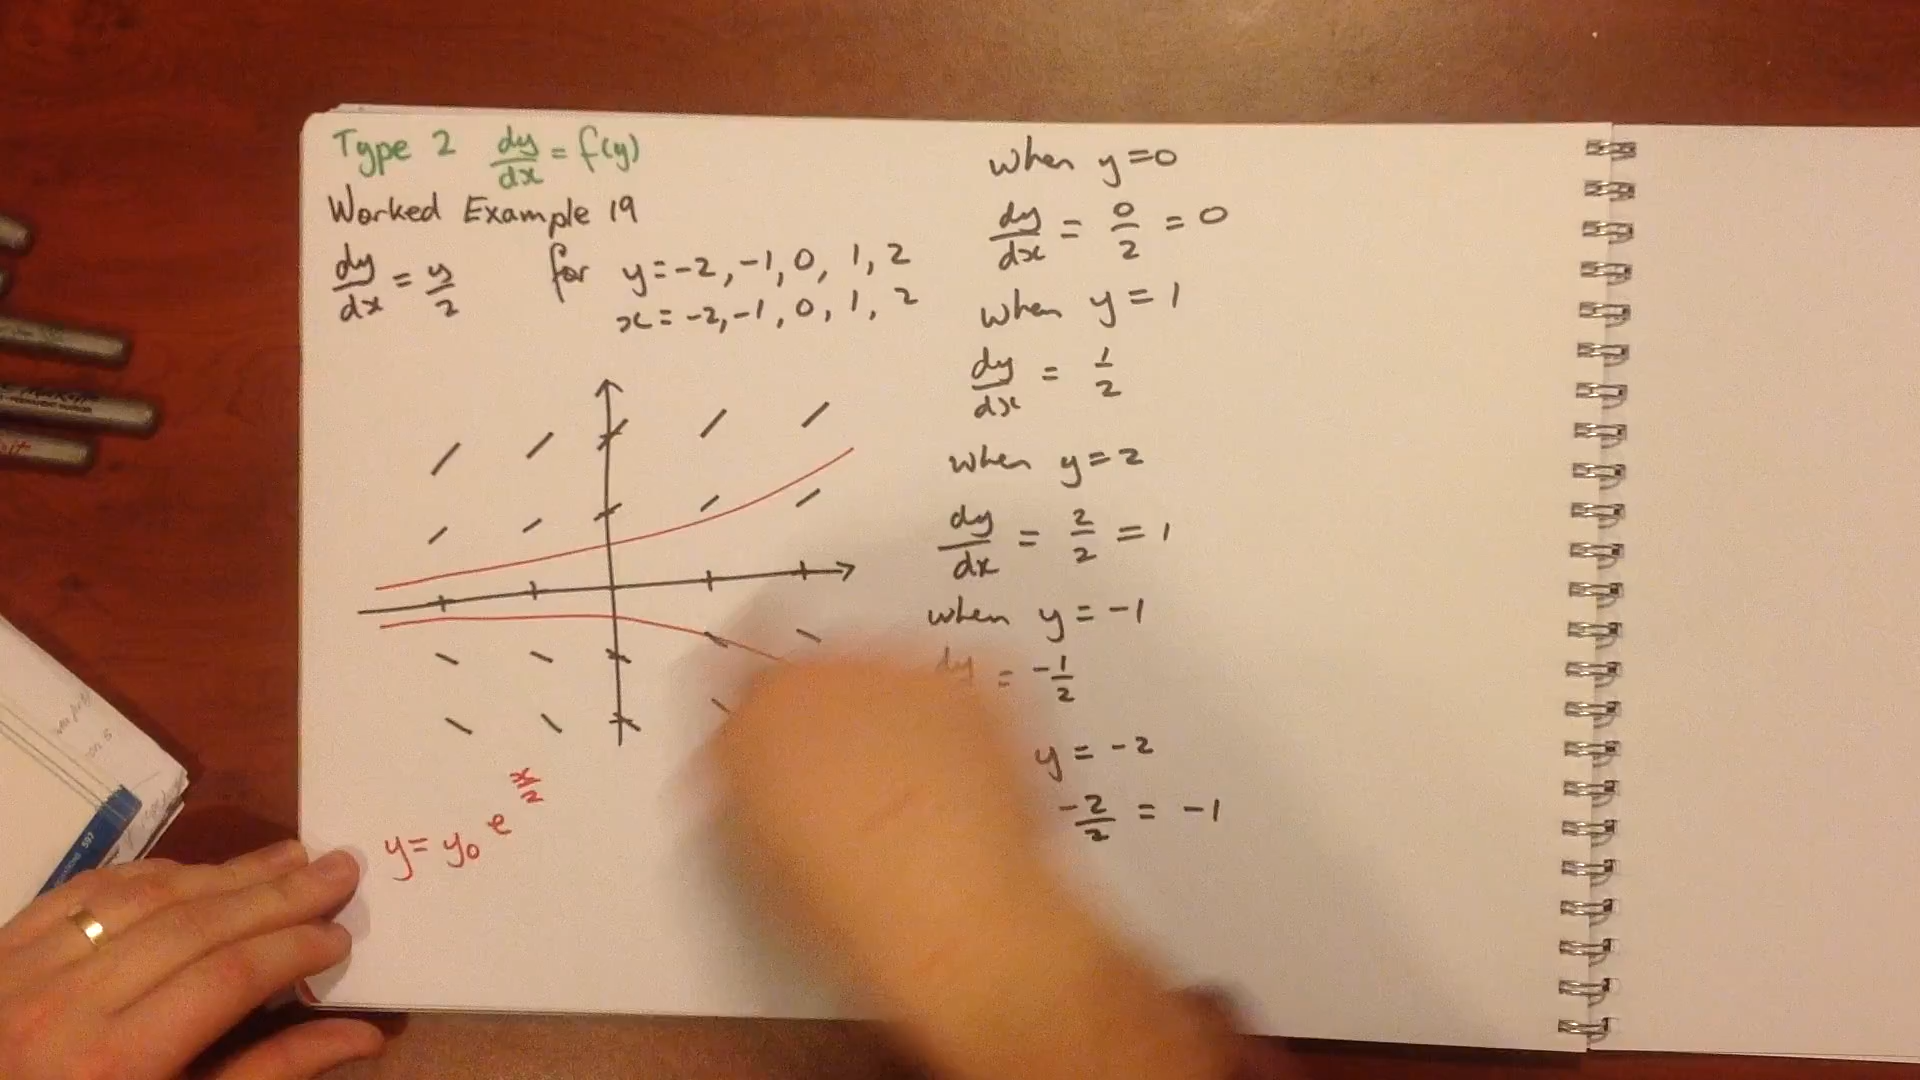 Type 2 dy/dx = f(y)
Worked Example 19
dy/dx = y/2 for y = -2, -1, 0, 1, 2
x = -2, -1, 0, 1, 2
y = y₀ e^(x/2)
when y = 0
dy/dx = 0/2 = 0
when y = 1
dy/dx = 1/2
when y = 2
dy/dx = 2/2 = 1
when y = -1
dy = -1/2
y = -2
-2/2 = -1
597